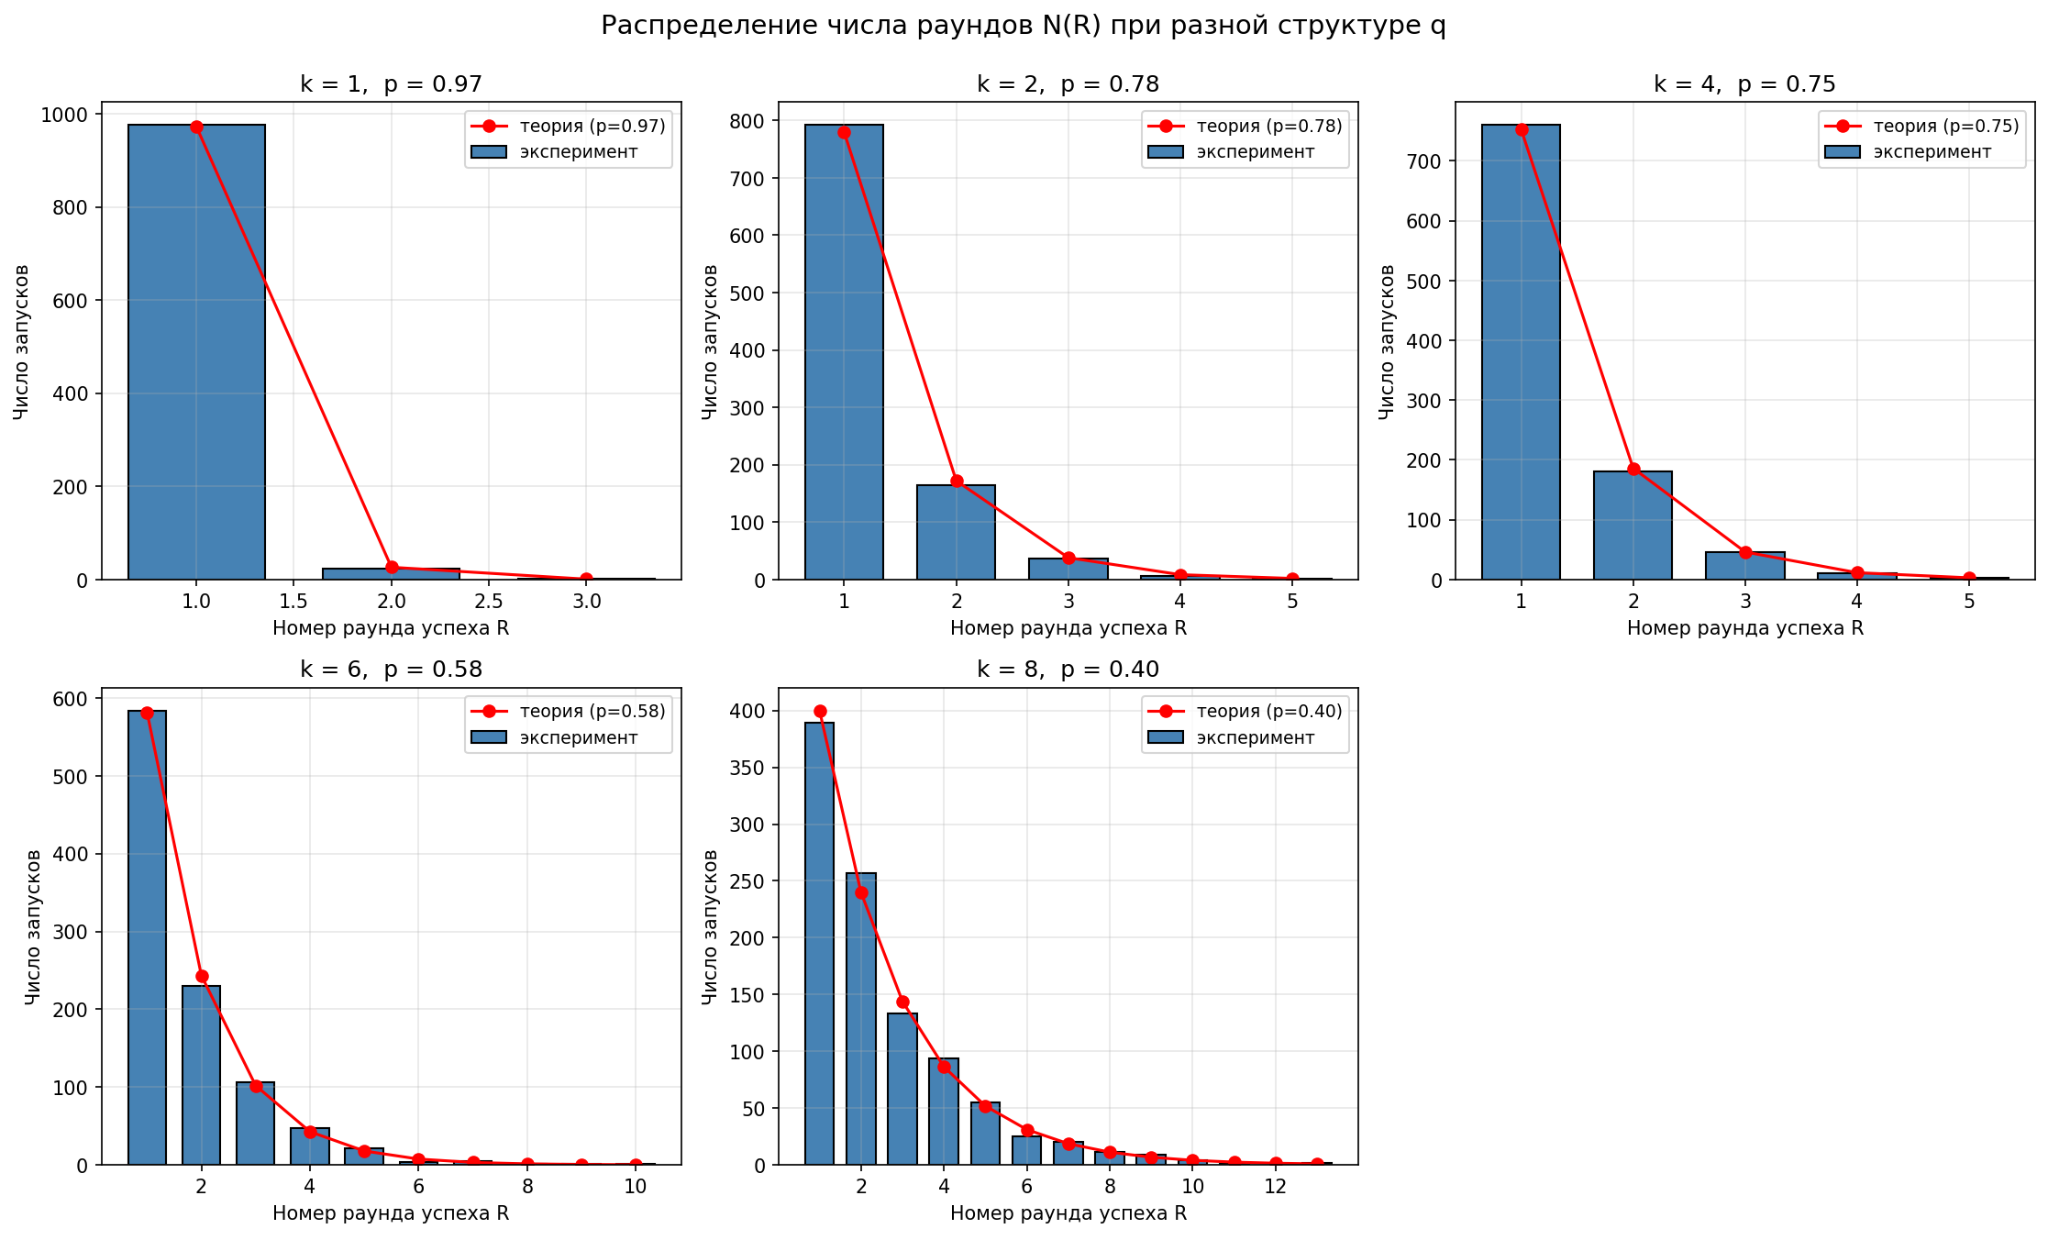 Распределение числа раундов N(R) при разной структуре q
k = 1,  p = 0.97
Число запусков
1000
800
600
400
200
0
теория (p=0.97)
эксперимент
1.0 1.5 2.0 2.5 3.0
Номер раунда успеха R
k = 2,  p = 0.78
Число запусков
800
700
600
500
400
300
200
100
0
теория (p=0.78)
эксперимент
1 2 3 4 5
Номер раунда успеха R
k = 4,  p = 0.75
Число запусков
700
600
500
400
300
200
100
0
теория (p=0.75)
эксперимент
1 2 3 4 5
Номер раунда успеха R
k = 6,  p = 0.58
Число запусков
600
500
400
300
200
100
0
теория (p=0.58)
эксперимент
2 4 6 8 10
Номер раунда успеха R
k = 8,  p = 0.40
Число запусков
400
350
300
250
200
150
100
50
0
теория (p=0.40)
эксперимент
2 4 6 8 10 12
Номер раунда успеха R